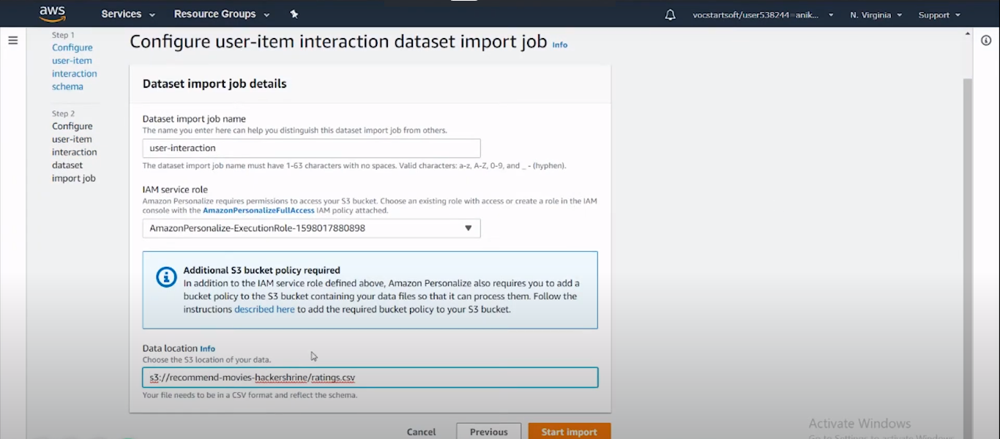 aws
Services
Resource Groups
vocstartsoft/user538244=anik...
N. Virginia
Support
Step 1
Configure
user-item
interaction
schema
Step 2
Configure
user-item
interaction
dataset
import job
Configure user-item interaction dataset import job Info
Dataset import job details
Dataset import job name
The name you enter here can help you distinguish this dataset import job from others.
user-interaction
The dataset import job name must have 1-63 characters with no spaces. Valid characters: a-z, A-Z, 0-9, and _ - (hyphen).
IAM service role
Amazon Personalize requires permissions to access your S3 bucket. Choose an existing role with access or create a role in the IAM
console with the AmazonPersonalizeFullAccess IAM policy attached.
AmazonPersonalize-ExecutionRole-1598017880898
Additional S3 bucket policy required
In addition to the IAM service role defined above, Amazon Personalize also requires you to add a
bucket policy to the S3 bucket containing your data files so that it can process them. Follow the
instructions described here to add the required bucket policy to your S3 bucket.
Data location Info
Choose the S3 location of your data.
s3://recommend-movies-hackershrine/ratings.csv
Your file needs to be in a CSV format and reflect the schema.
Cancel
Previous
Start import
Activate Windows
Go to Settings to activate Windows.